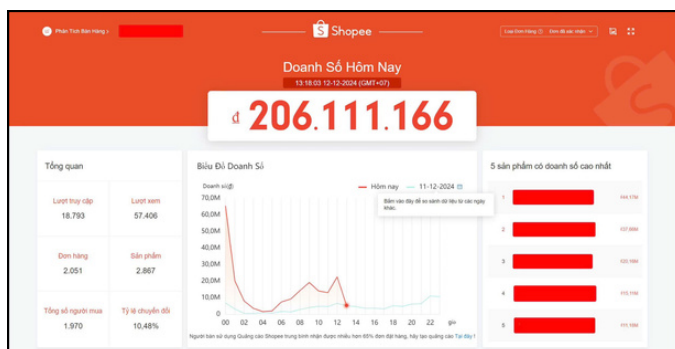 Phân Tích Bán Hàng ›
Shopee
Loại Đơn Hàng
Đơn đã xác nhận
Doanh Số Hôm Nay
13:18:03 12-12-2024 (GMT+07)
đ 206.111.166
Tổng quan
Lượt truy cập
Lượt xem
18.793
57.406
Đơn hàng
Sản phẩm
2.051
2.867
Tổng số người mua
Tỷ lệ chuyển đổi
1.970
10,48%
Biểu Đồ Doanh Số
Doanh số(₫)
Hôm nay
11-12-2024
Bấm vào đây để so sánh dữ liệu từ các ngày
khác.
70,0M
60,0M
50,0M
40,0M
30,0M
20,0M
10,0M
0
00 02 04 06 08 10 12 14 16 18 20 22 giờ
Người bán sử dụng Quảng cáo Shopee trung bình nhận được nhiều hơn 65% đơn đặt hàng, hãy tạo quảng cáo Tại đây
5 sản phẩm có doanh số cao nhất
1
2
3
4
5